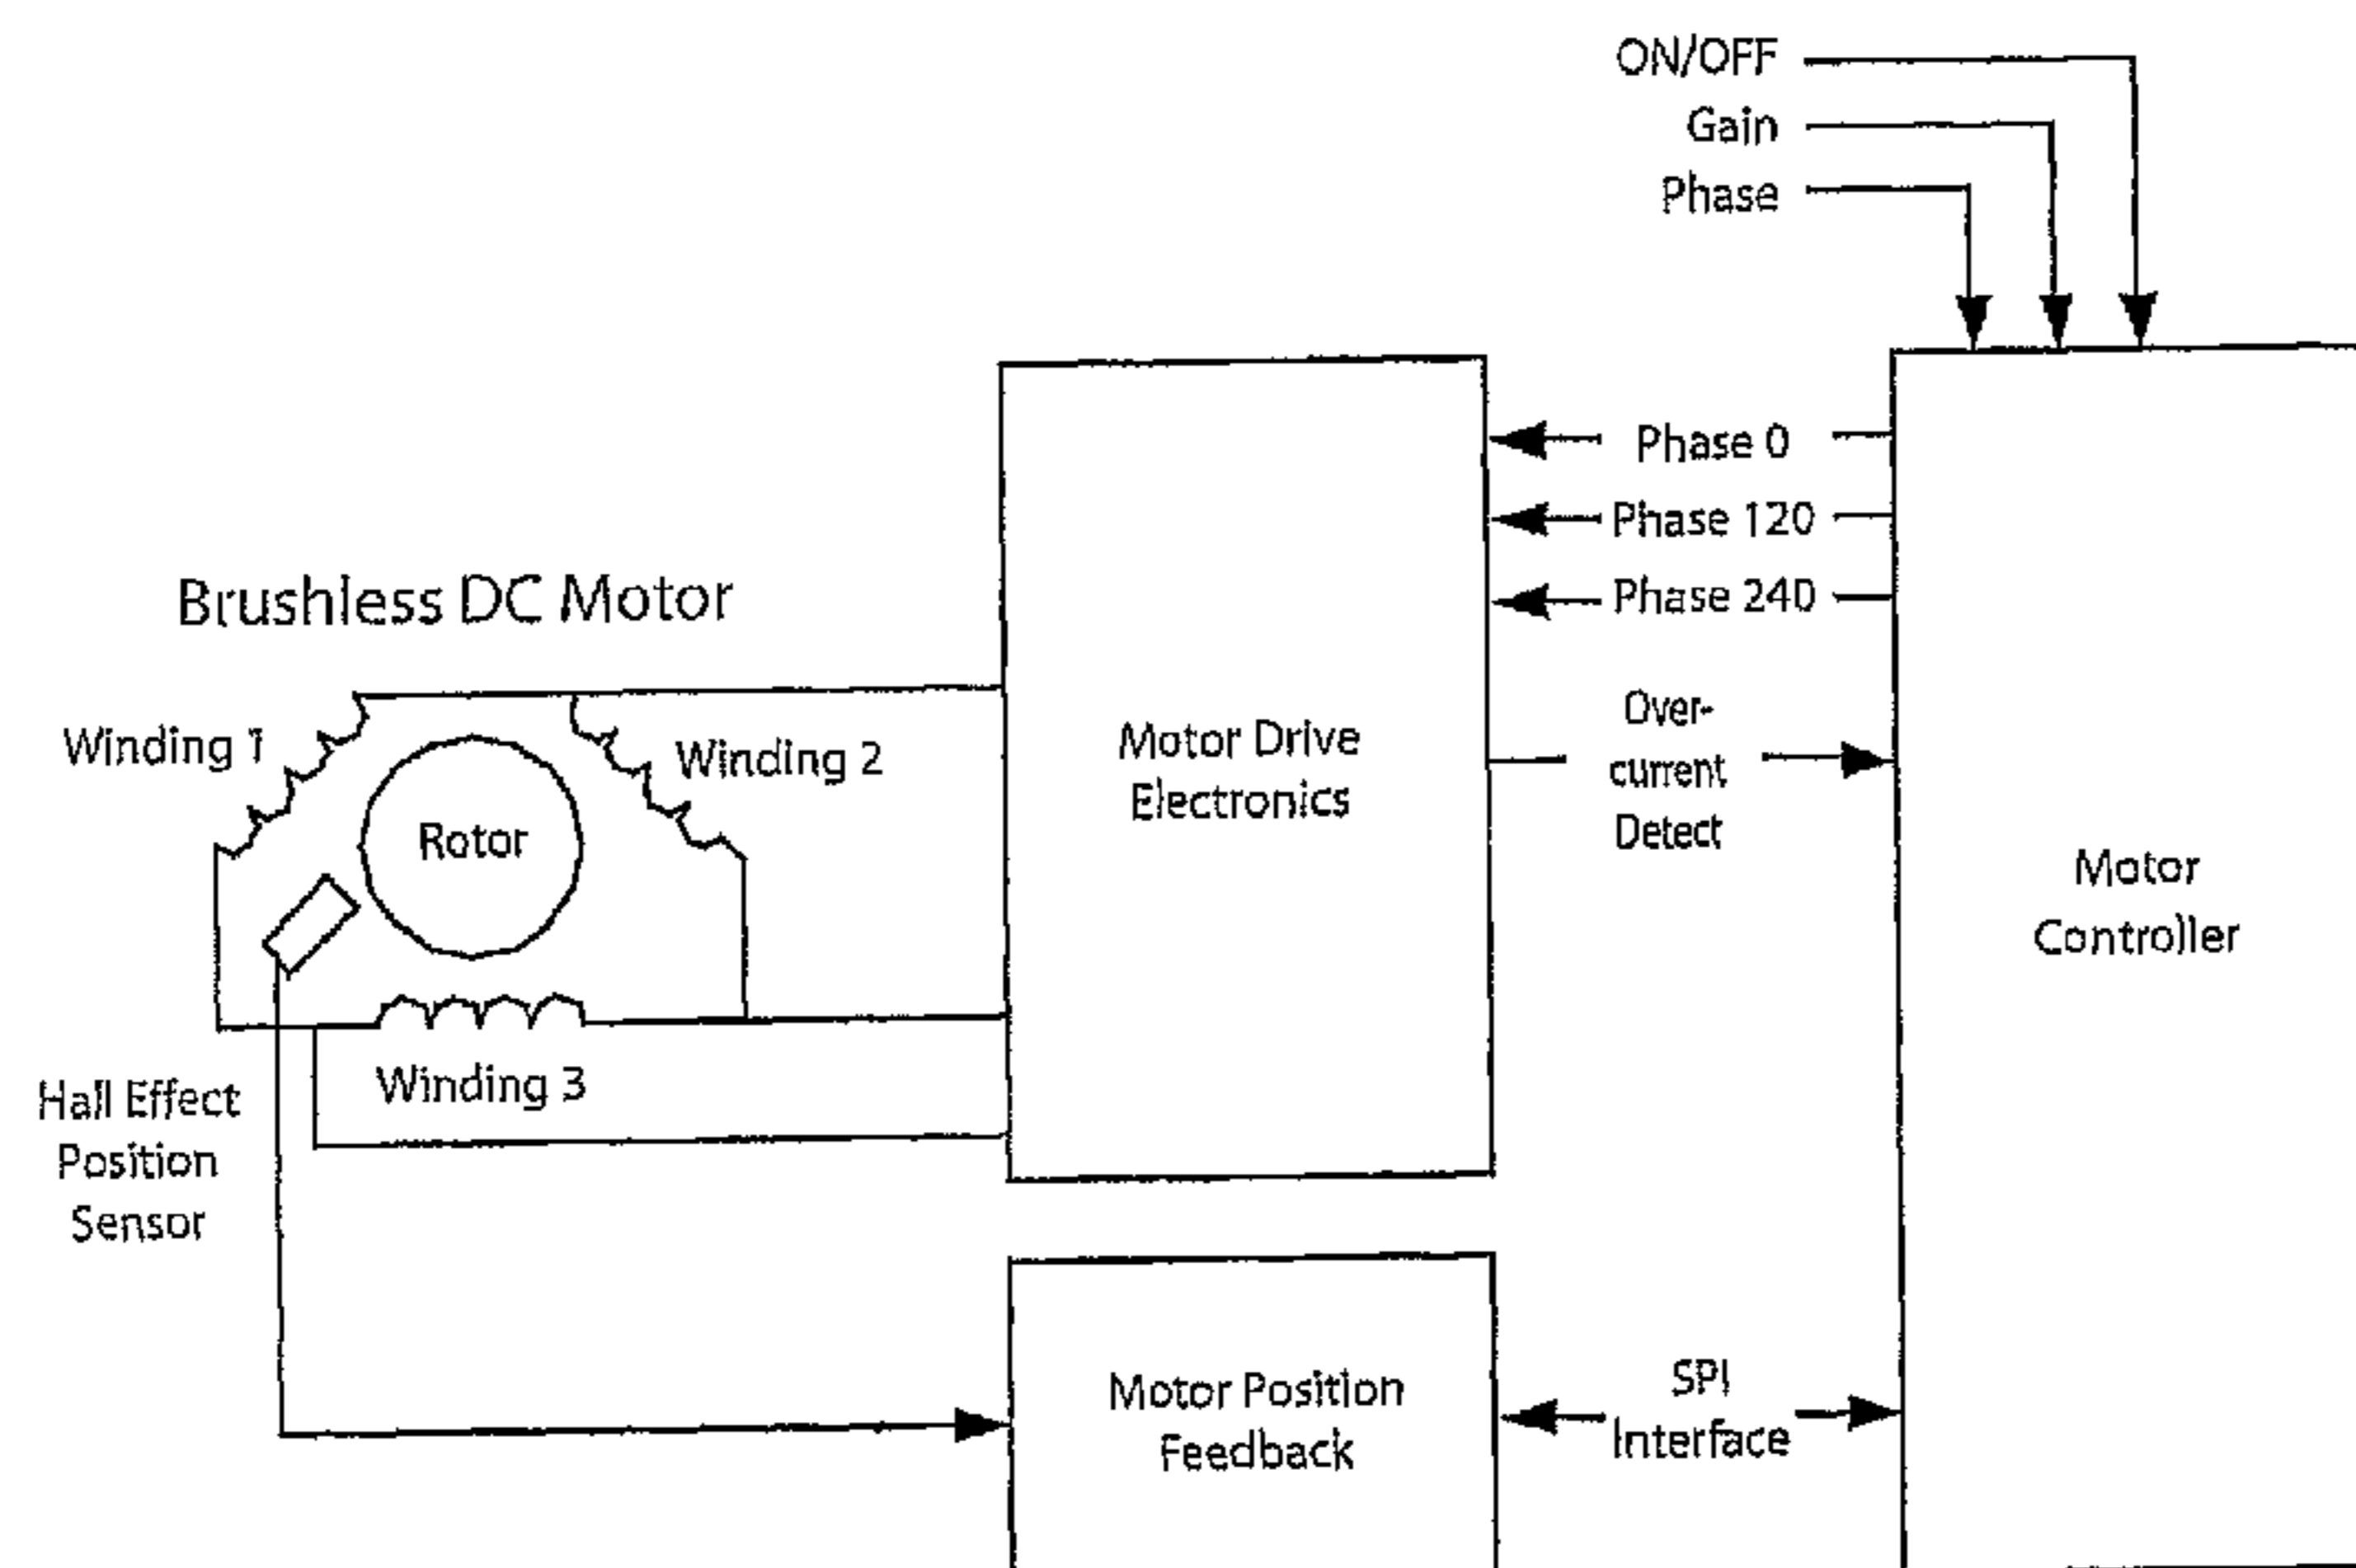 ON/OFF
Gain
Phase
Phase 0
Phase 120
Phase 240
Brushless DC Motor
Winding 1
Winding 2
Rotor
Motor Drive
Electronics
Over-
current
Detect
Motor
Controller
Winding 3
Hall Effect
Position
Sensor
Motor Position
Feedback
SPI
Interface